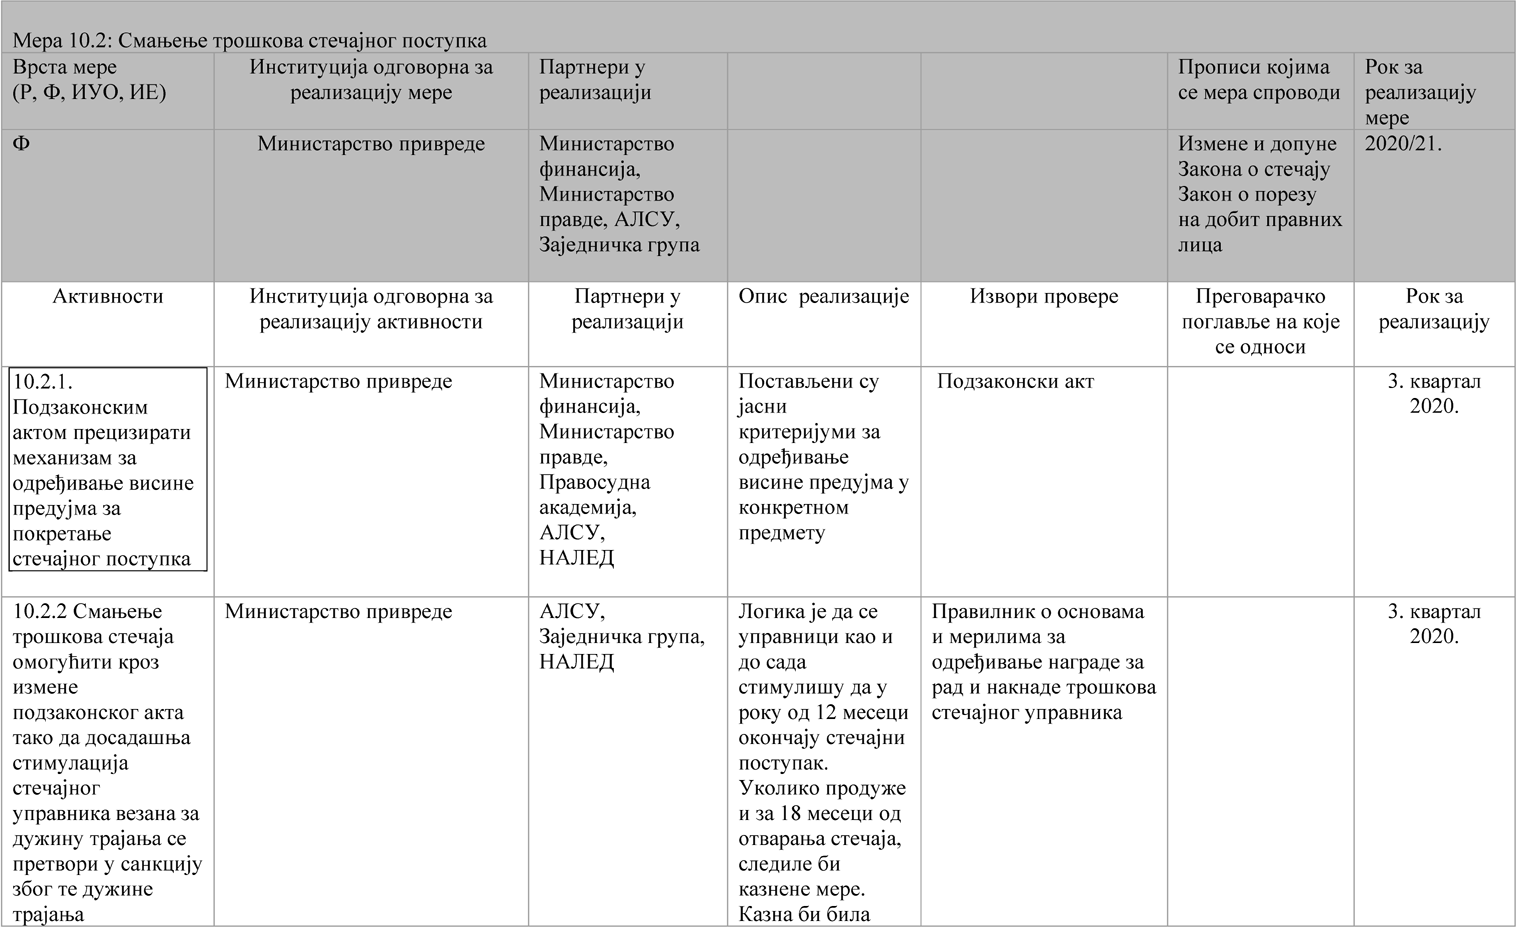 Мера 10.2: Смањење трошкова стечајног поступка
Врста мере
(Р, Ф, ИУО, ИЕ)
Институција одговорна за
реализацију мере
Партнери у
реализацији
Прописи којима
се мера спроводи
Рок за
реализацију
мере
Ф
Министарство привреде
Министарство
финансија,
Министарство
правде, АЛСУ,
Заједничка група
Измене и допуне
Закона о стечају
Закон о порезу
на добит правних
лица
2020/21.
Активности
Институција одговорна за
реализацију активности
Партнери у
реализацији
Опис  реализације
Извори провере
Преговарачко
поглавље на које
се односи
Рок за
реализацију
10.2.1.
Подзаконским
актом прецизирати
механизам за
одређивање висине
предујма за
покретање
стечајног поступка
Министарство привреде
Министарство
финансија,
Министарство
правде,
Правосудна
академија,
АЛСУ,
НАЛЕД
Постављени су
јасни
критеријуми за
одређивање
висине предујма у
конкретном
предмету
Подзаконски акт
3. квартал
2020.
10.2.2 Смањење
трошкова стечаја
омогућити кроз
измене
подзаконског акта
тако да досадашња
стимулација
стечајног
управника везана за
дужину трајања се
претвори у санкцију
због те дужине
трајања
Министарство привреде
АЛСУ,
Заједничка група,
НАЛЕД
Логика је да се
управници као и
до сада
стимулишу да у
року од 12 месеци
окончају стечајни
поступак.
Уколико продуже
и за 18 месеци од
отварања стечаја,
следиле би
казнене мере.
Казна би била
Правилник о основама
и мерилима за
одређивање награде за
рад и накнаде трошкова
стечајног управника
3. квартал
2020.